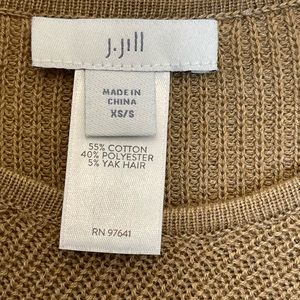 J.Jill
MADE IN
CHINA
XS/S
55% COTTON
40% POLYESTER
5% YAK HAIR
RN 97641